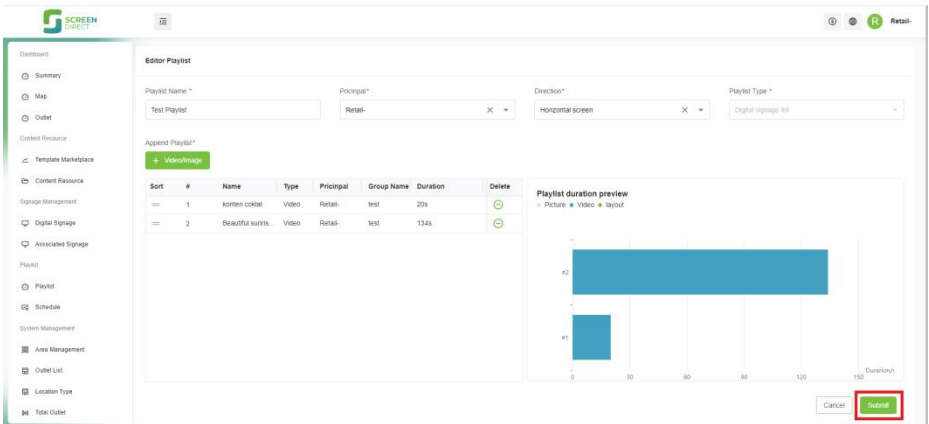 SCREEN
DIRECT
R
Retail-
Dashboard
Summary
Map
Outlet
Content Resource
Template Marketplace
Content Resource
Signage Management
Digital Signage
Associated Signage
Playlist
Playlist
Schedule
System Management
Area Management
Outlet List
Location Type
Total Outlet
Editor Playlist
Playlist Name *
Test Playlist
Pricinpal*
Retail-
Direction*
Horizontal screen
Playlist Type *
Digital signage list
Append Playlist*
+ Video/Image
Sort # Name Type Pricinpal Group Name Duration Delete
1 konten coklat Video Retail- test 20s
2 Beautiful sunris... Video Retail- test 134s
Playlist duration preview
Picture Video layout
#2
#1
0 30 60 90 120 150
Duration/s
Cancel
Submit